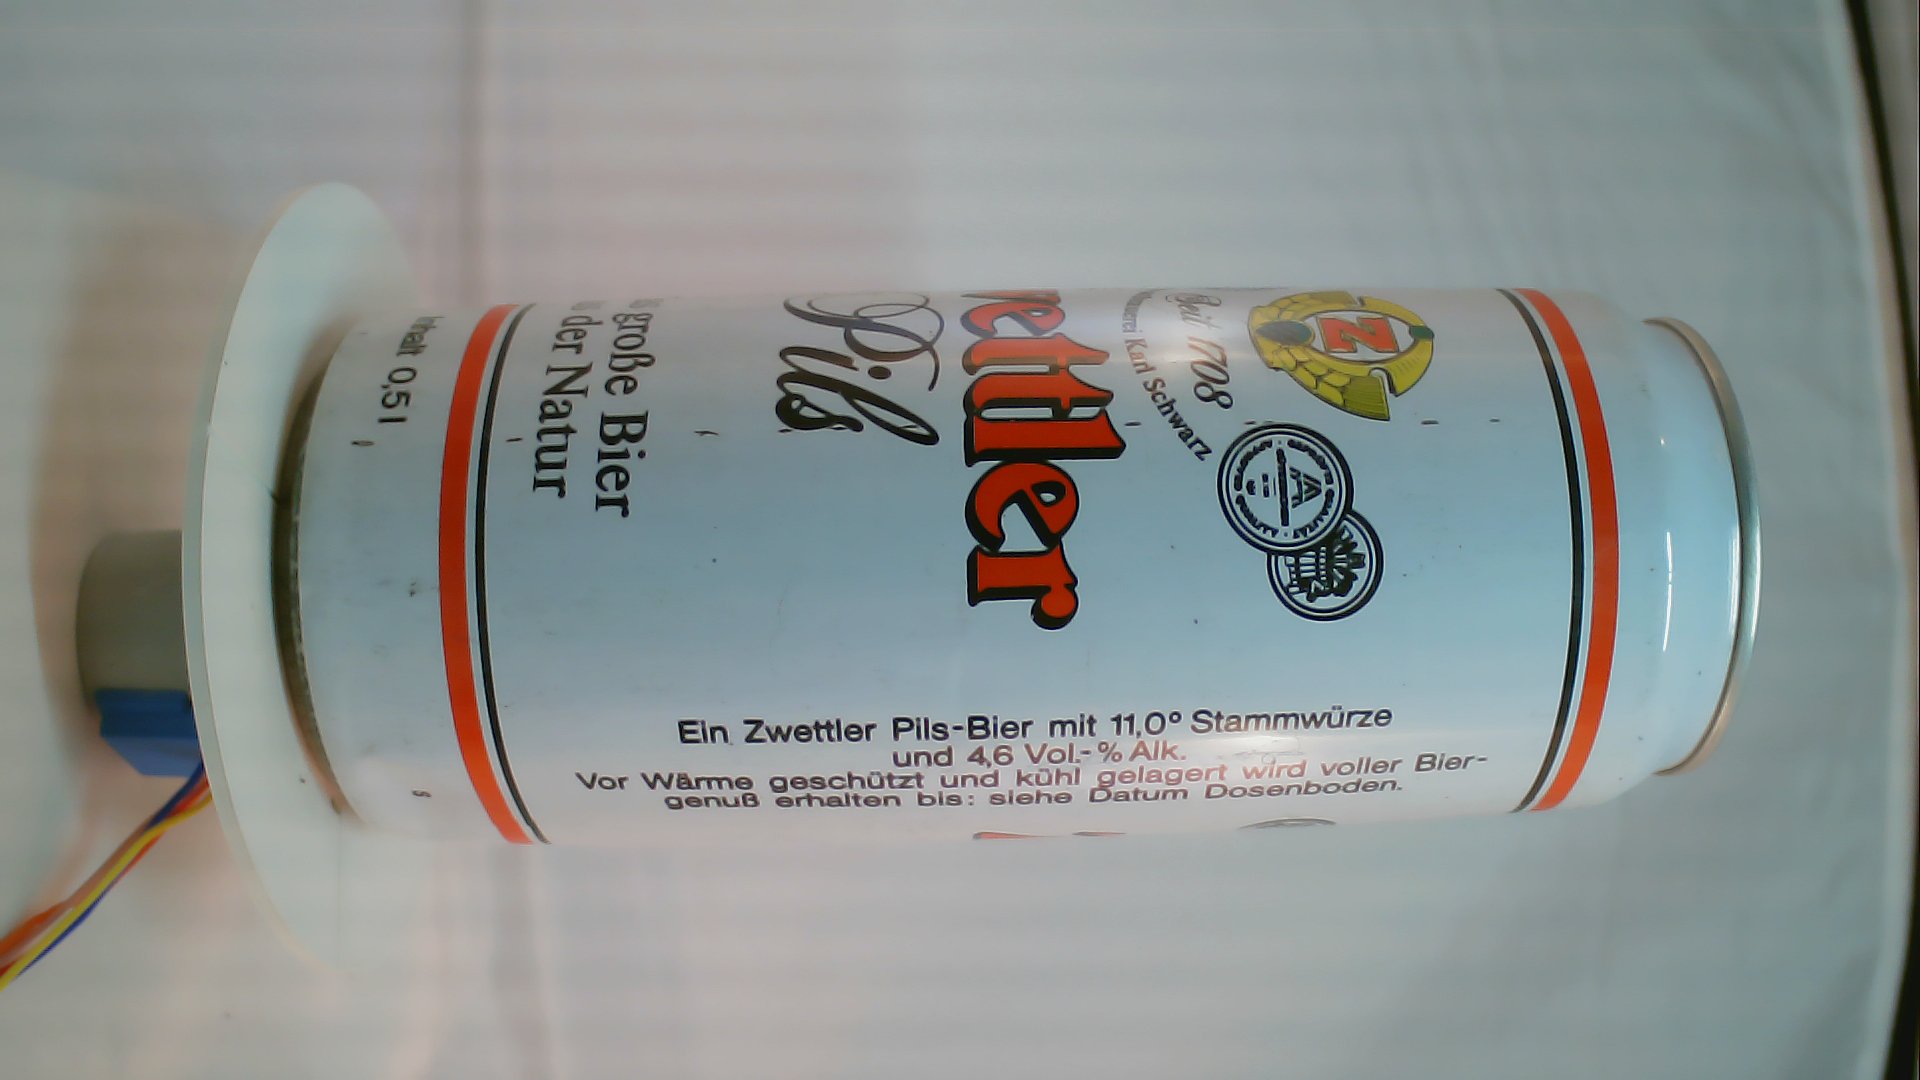 Z
Seit 1708
Karl Schwarz
ettler
Pils
große Bier
der Natur
Inhalt 0,5 l
Ein Zwettler Pils-Bier mit 11,0° Stammwürze
und 4,6 Vol.-% Alk.
Vor Wärme geschützt und kühl gelagert wird voller Bier-
genuß erhalten bis: siehe Datum Dosenboden.